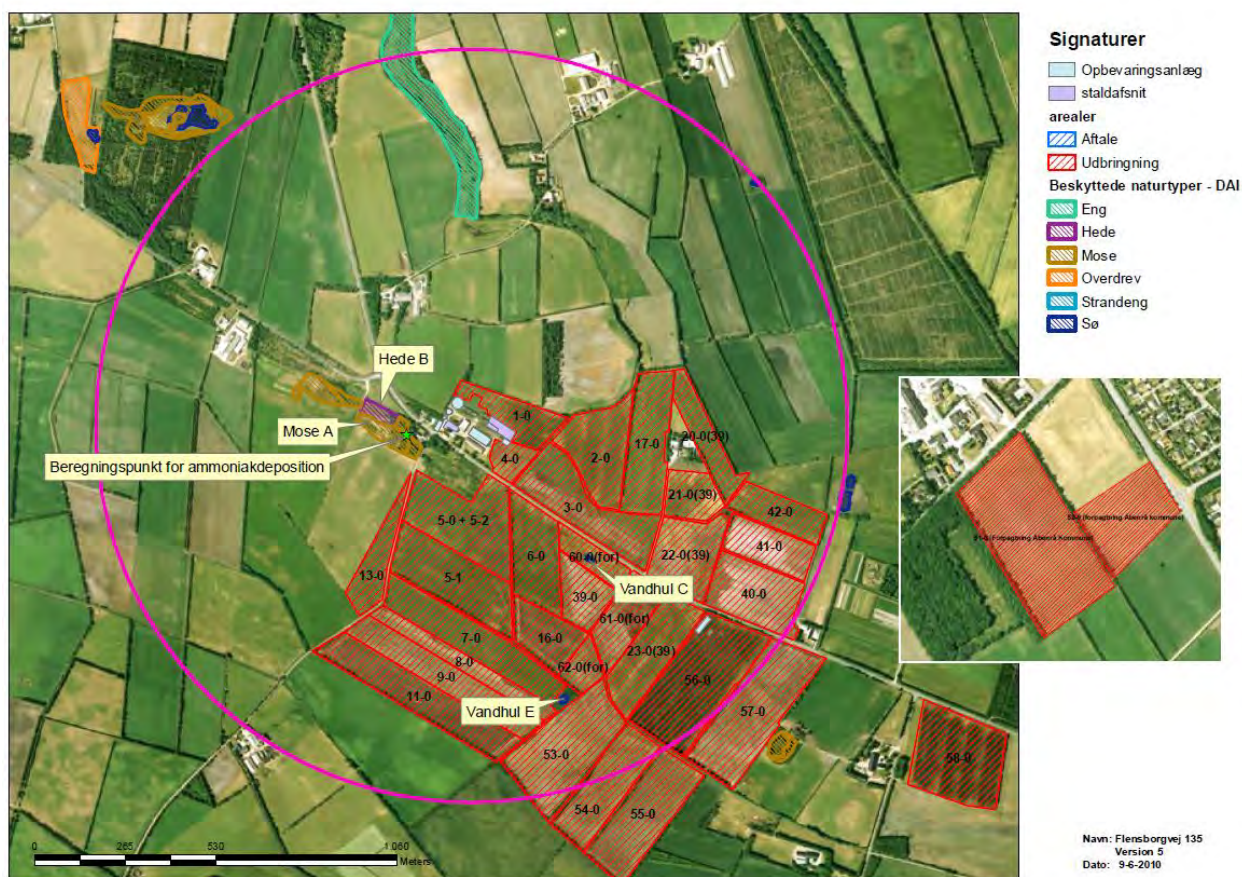 Signaturer
Opbevaringsanlæg
staldafsnit
arealer
Aftale
Udbringning
Beskyttede naturtyper - DAI
Eng
Hede
Mose
Overdrev
Strandeng
Sø
Hede B
Mose A
Beregningspunkt for ammoniakdeposition
1-0
4-0
2-0
17-0
20-0(39)
21-0(39)
3-0
42-0
5-0 + 5-2
6-0
22-0(39)
41-0
Vandhul C
13-0
5-1
39-0
40-0
61-0(for)
16-0
7-0
8-0
62-0(for)
23-0(39)
9-0
11-0
56-0
57-0
Vandhul E
53-0
54-0
55-0
58-0
0 265 530 1.060
Meters
Navn: Flensborgvej 135
Version 5
Dato: 9-6-2010